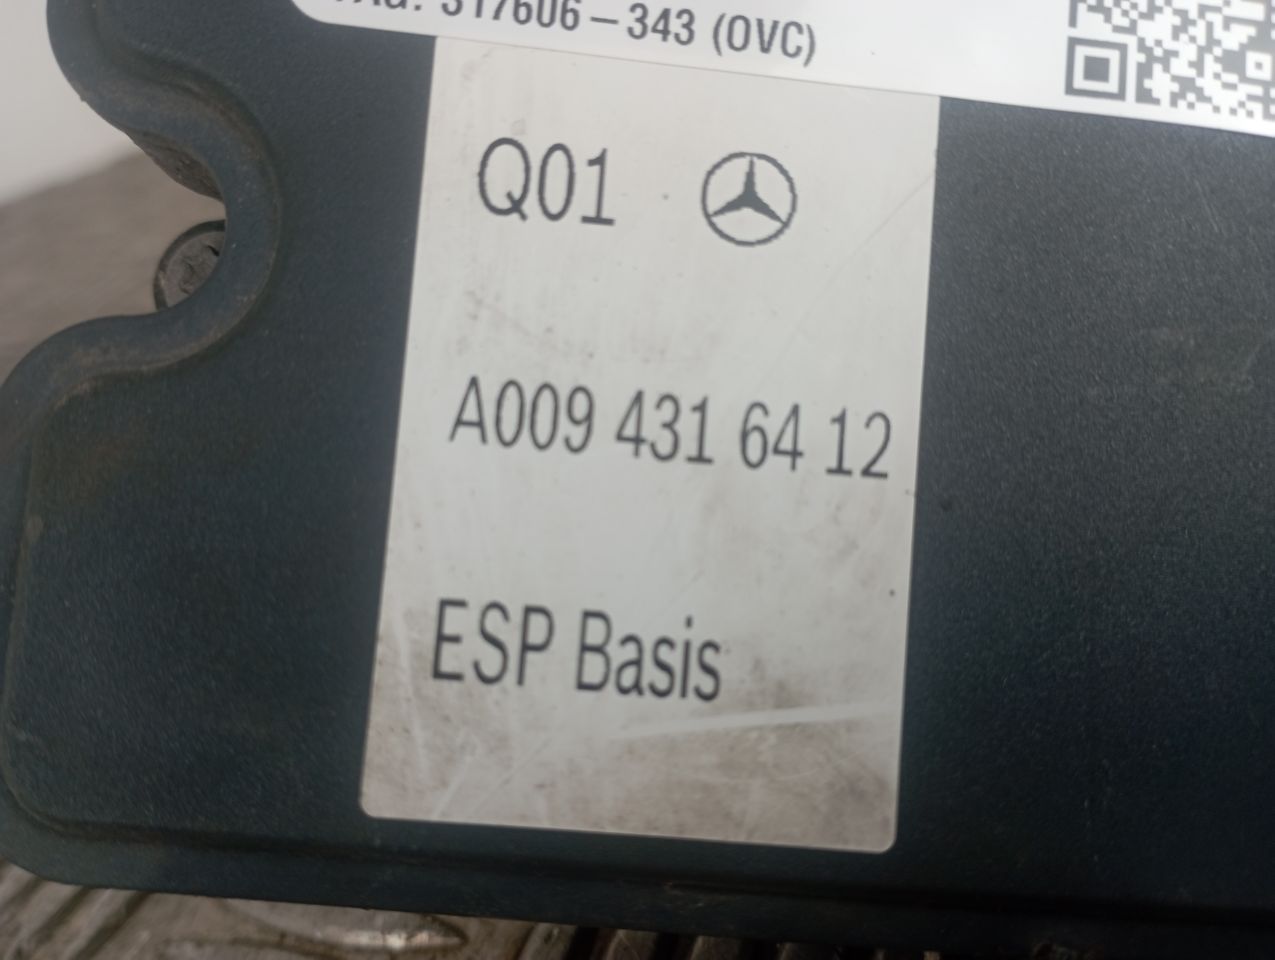 317606-343 (OVC)
Q01
A009 431 64 12
ESP Basis